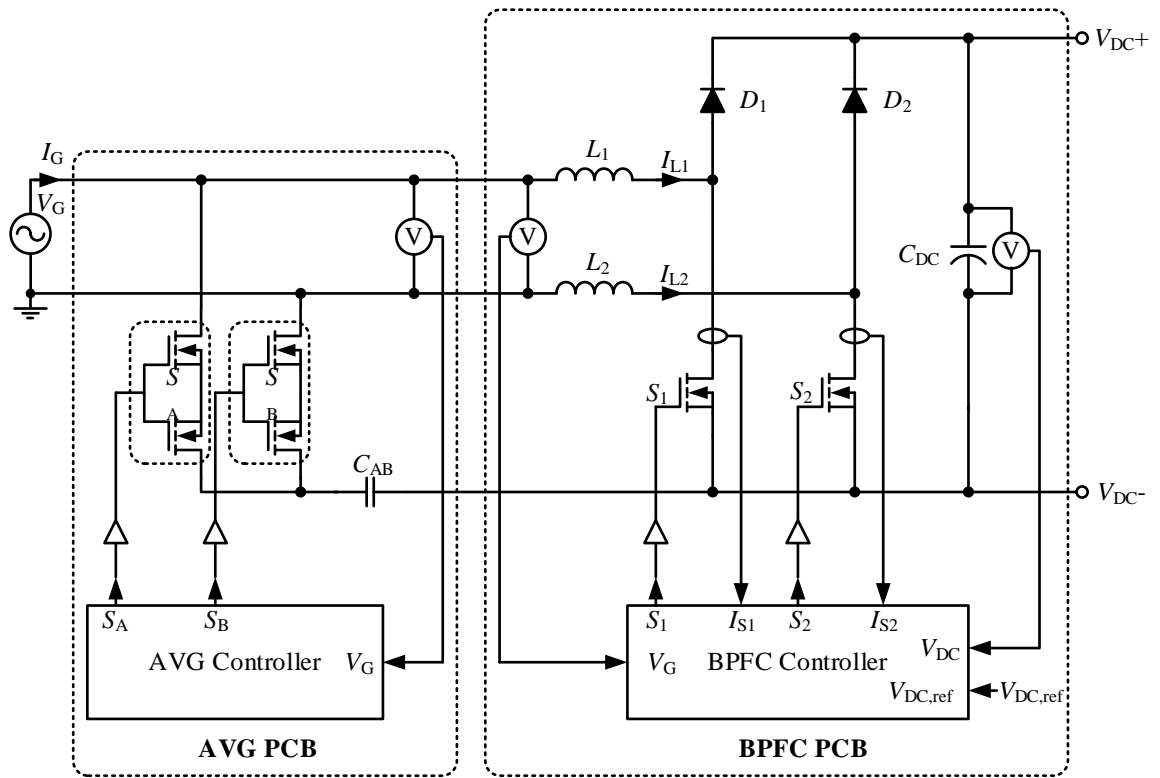 V_DC+
D_1
D_2
I_G
L_1
I_L1
V_G
V
V
L_2
I_L2
C_DC
V
S
A
S
B
S_1
S_2
C_AB
V_DC-
S_A
S_B
S_1
I_S1
S_2
I_S2
AVG Controller
V_G
V_G
BPFC Controller
V_DC
V_DC,ref
V_DC,ref
AVG PCB
BPFC PCB